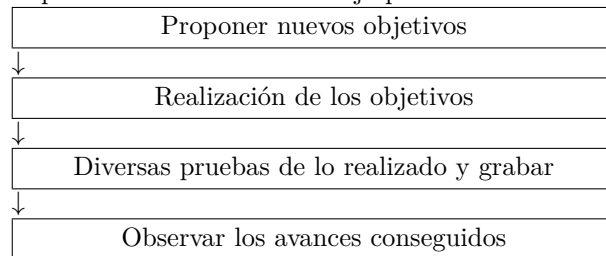 Proponer nuevos objetivos
↓
Realización de los objetivos
↓
Diversas pruebas de lo realizado y grabar
↓
Observar los avances conseguidos